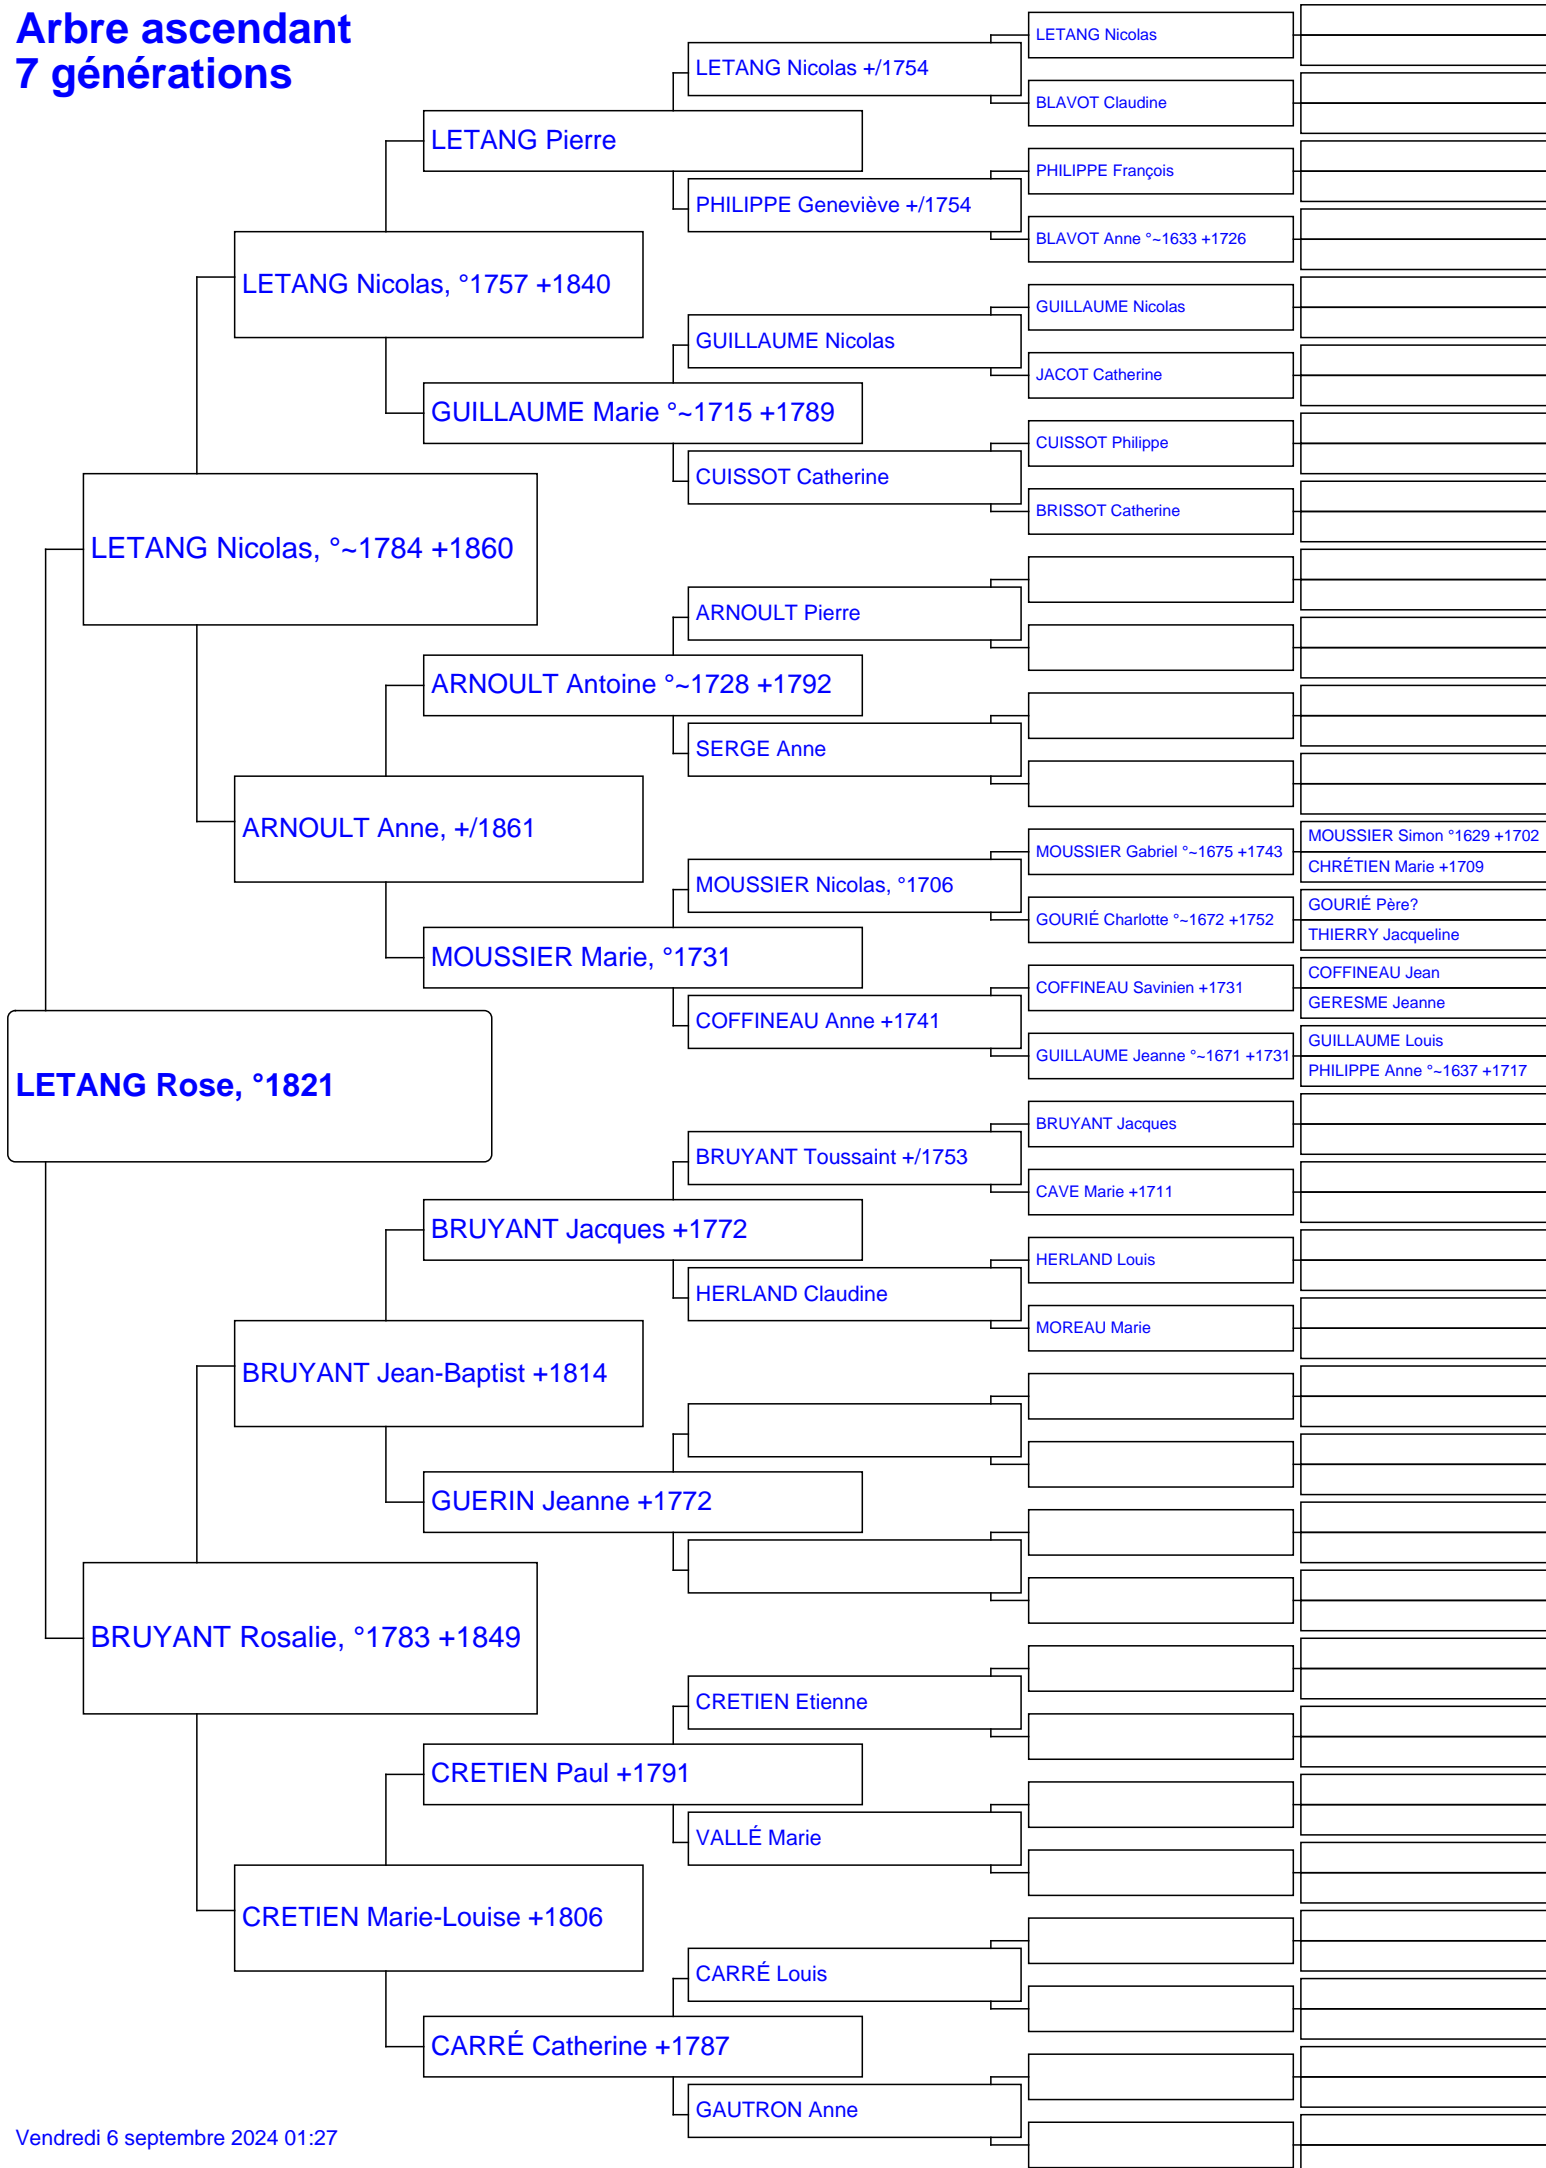 Arbre ascendant
7 générations
LETANG Rose, °1821
LETANG Nicolas, °~1784 +1860
BRUYANT Rosalie, °1783 +1849
LETANG Nicolas, °1757 +1840
ARNOULT Anne, +/1861
BRUYANT Jean-Baptist +1814
CRETIEN Marie-Louise +1806
LETANG Pierre
GUILLAUME Marie °~1715 +1789
ARNOULT Antoine °~1728 +1792
MOUSSIER Marie, °1731
BRUYANT Jacques +1772
GUERIN Jeanne +1772
CRETIEN Paul +1791
CARRÉ Catherine +1787
LETANG Nicolas +/1754
PHILIPPE Geneviève +/1754
GUILLAUME Nicolas
CUISSOT Catherine
ARNOULT Pierre
SERGE Anne
MOUSSIER Nicolas, °1706
COFFINEAU Anne +1741
BRUYANT Toussaint +/1753
HERLAND Claudine
CRETIEN Etienne
VALLÉ Marie
CARRÉ Louis
GAUTRON Anne
LETANG Nicolas
BLAVOT Claudine
PHILIPPE François
BLAVOT Anne °~1633 +1726
GUILLAUME Nicolas
JACOT Catherine
CUISSOT Philippe
BRISSOT Catherine
MOUSSIER Gabriel °~1675 +1743
GOURIÉ Charlotte °~1672 +1752
COFFINEAU Savinien +1731
GUILLAUME Jeanne °~1671 +1731
BRUYANT Jacques
CAVE Marie +1711
HERLAND Louis
MOREAU Marie
MOUSSIER Simon °1629 +1702
CHRÉTIEN Marie +1709
GOURIÉ Père?
THIERRY Jacqueline
COFFINEAU Jean
GERESME Jeanne
GUILLAUME Louis
PHILIPPE Anne °~1637 +1717
Vendredi 6 septembre 2024 01:27